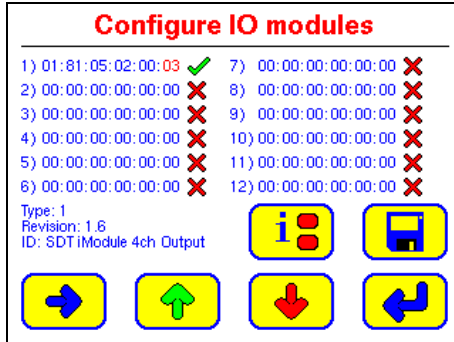 Configure IO modules
1) 01:81:05:02:00:03
2) 00:00:00:00:00:00
3) 00:00:00:00:00:00
4) 00:00:00:00:00:00
5) 00:00:00:00:00:00
6) 00:00:00:00:00:00
7) 00:00:00:00:00:00
8) 00:00:00:00:00:00
9) 00:00:00:00:00:00
10) 00:00:00:00:00:00
11) 00:00:00:00:00:00
12) 00:00:00:00:00:00
Type: 1
Revision: 1.6
ID: SDT iModule 4ch Output
i